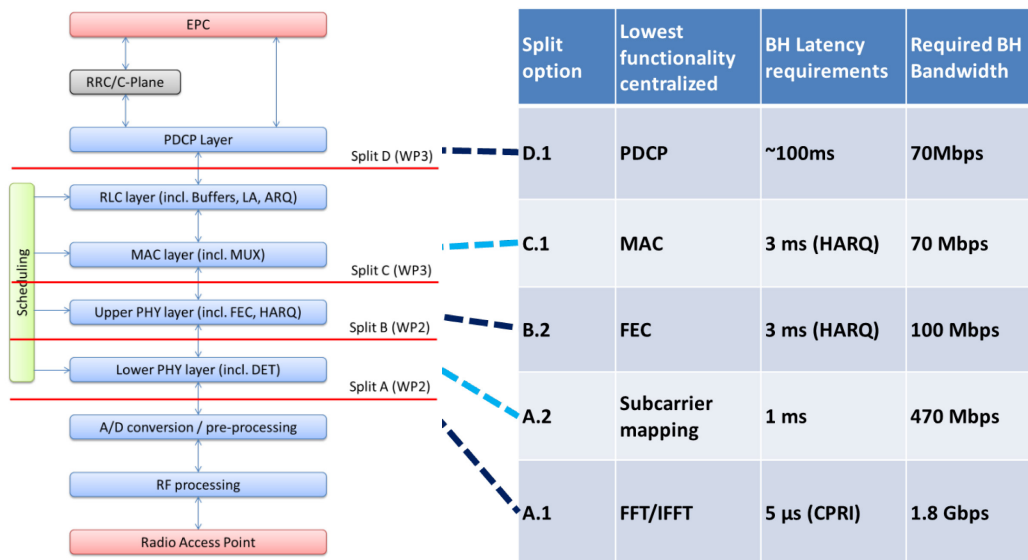 EPC
RRC/C-Plane
PDCP Layer
Split D (WP3)
RLC layer (incl. Buffers, LA, ARQ)
MAC layer (incl. MUX)
Split C (WP3)
Scheduling
Upper PHY layer (incl. FEC, HARQ)
Split B (WP2)
Lower PHY layer (incl. DET)
Split A (WP2)
A/D conversion / pre-processing
RF processing
Radio Access Point
Split option
Lowest functionality centralized
BH Latency requirements
Required BH Bandwidth
D.1 PDCP ~100ms 70Mbps
C.1 MAC 3 ms (HARQ) 70 Mbps
B.2 FEC 3 ms (HARQ) 100 Mbps
A.2 Subcarrier mapping 1 ms 470 Mbps
A.1 FFT/IFFT 5 µs (CPRI) 1.8 Gbps